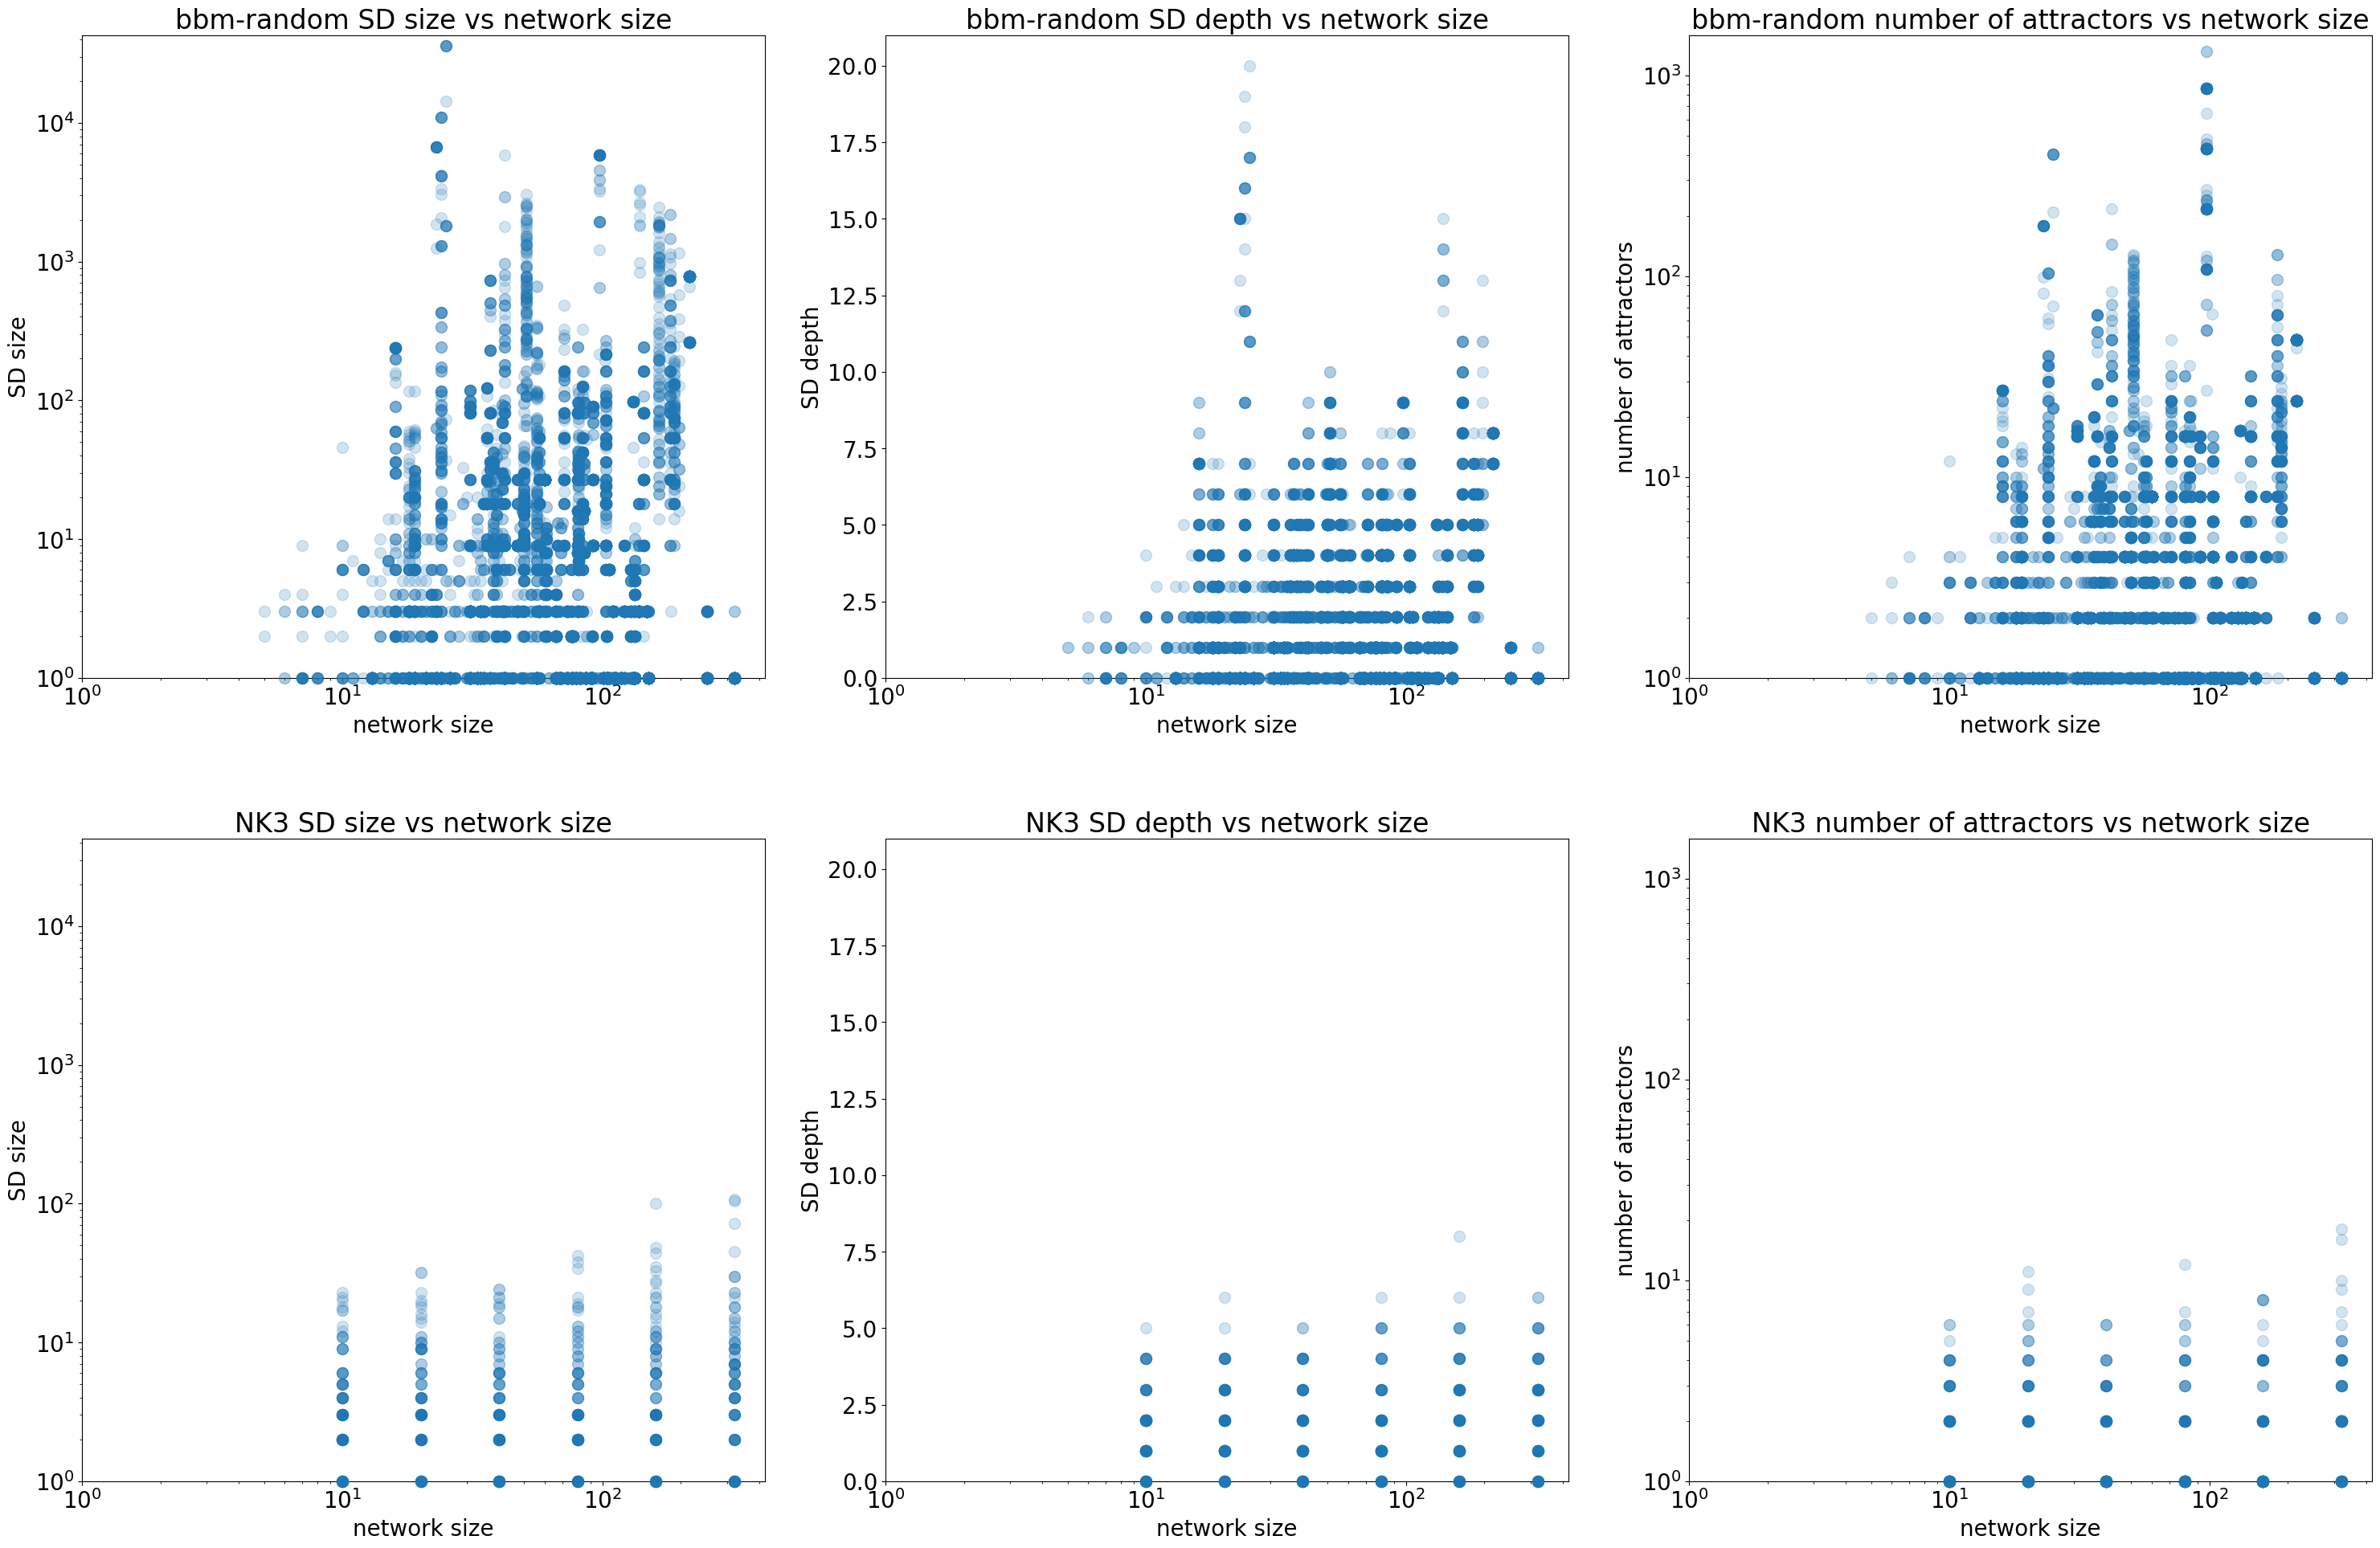 bbm-random SD size vs network size
SD size
10⁴
10³
10²
10¹
10⁰
10⁰ 10¹ 10²
network size
bbm-random SD depth vs network size
SD depth
20.0
17.5
15.0
12.5
10.0
7.5
5.0
2.5
0.0
10⁰ 10¹ 10²
network size
bbm-random number of attractors vs network size
number of attractors
10³
10²
10¹
10⁰
10⁰ 10¹ 10²
network size
NK3 SD size vs network size
SD size
10⁴
10³
10²
10¹
10⁰
10⁰ 10¹ 10²
network size
NK3 SD depth vs network size
SD depth
20.0
17.5
15.0
12.5
10.0
7.5
5.0
2.5
0.0
10⁰ 10¹ 10²
network size
NK3 number of attractors vs network size
number of attractors
10³
10²
10¹
10⁰
10⁰ 10¹ 10²
network size